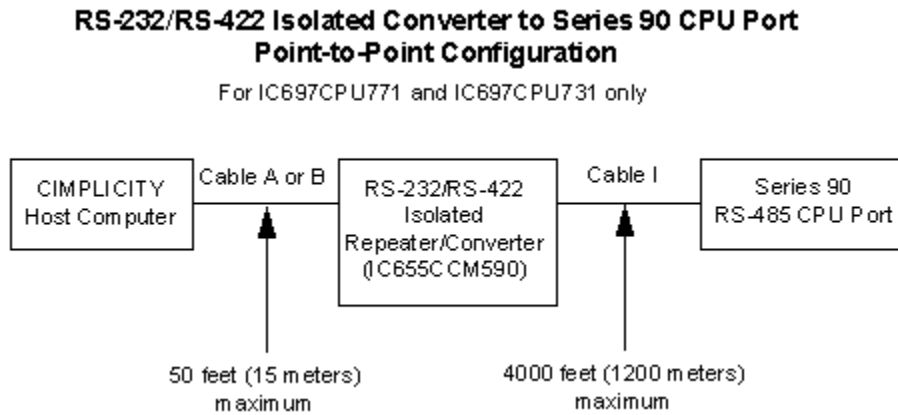 RS-232/RS-422 Isolated Converter to Series 90 CPU Port
Point-to-Point Configuration
For IC697CPU771 and IC697CPU731 only
CIMPLICITY
Host Computer
Cable A or B
RS-232/RS-422
Isolated
Repeater/Converter
(IC655CCM590)
Cable I
Series 90
RS-485 CPU Port
50 feet (15 meters)
maximum
4000 feet (1200 meters)
maximum